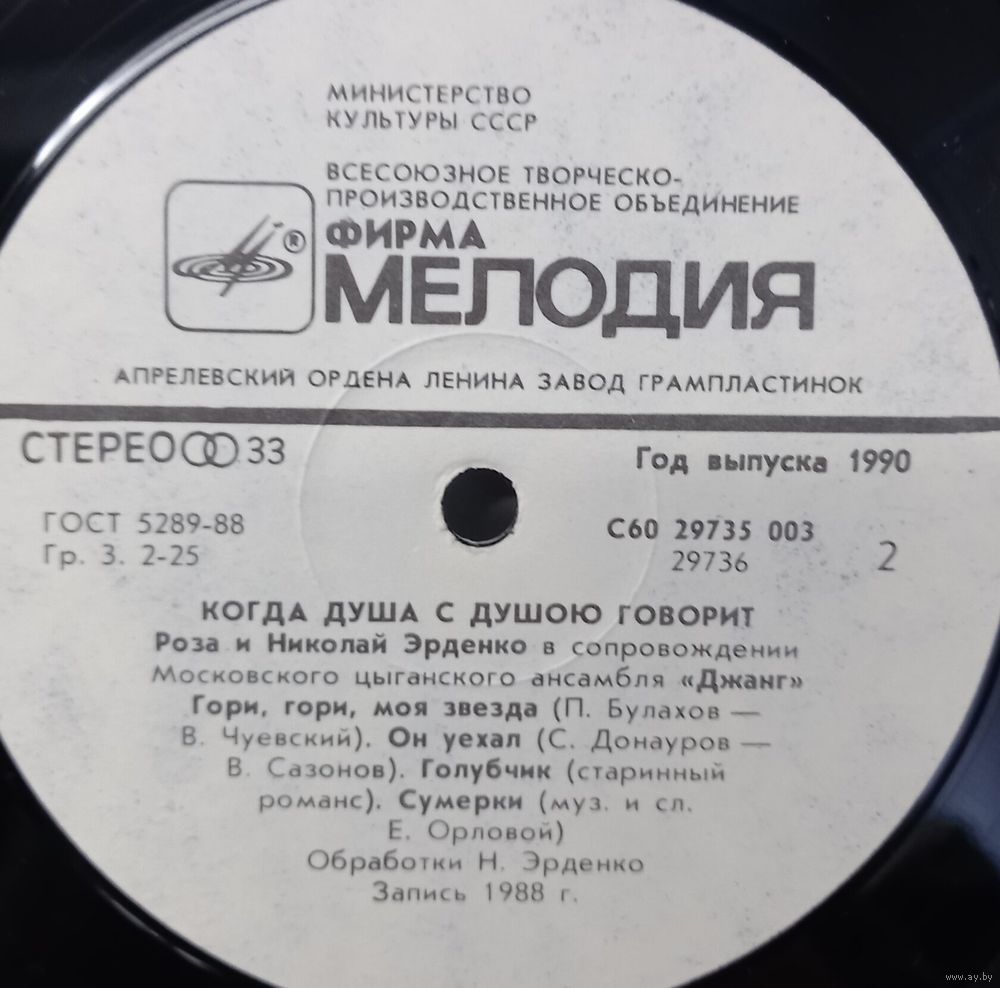 МИНИСТЕРСТВО
КУЛЬТУРЫ СССР
ВСЕСОЮЗНОЕ ТВОРЧЕСКО-
ПРОИЗВОДСТВЕННОЕ ОБЪЕДИНЕНИЕ
ФИРМА
®
МЕЛОДИЯ
АПРЕЛЕВСКИЙ ОРДЕНА ЛЕНИНА ЗАВОД ГРАМПЛАСТИНОК
СТЕРЕО 33
Год выпуска 1990
ГОСТ 5289-88
С60 29735 003
Гр. 3. 2-25
29736
2
КОГДА ДУША С ДУШОЮ ГОВОРИТ
Роза и Николай Эрденко в сопровождении
Московского цыганского ансамбля «Джанг»
Гори, гори, моя звезда (П. Булахов —
В. Чуевский). Он уехал (С. Донауров —
В. Сазонов). Голубчик (старинный
романс). Сумерки (муз. и сл.
Е. Орловой)
Обработки Н. Эрденко
Запись 1988 г.
www.ay.by